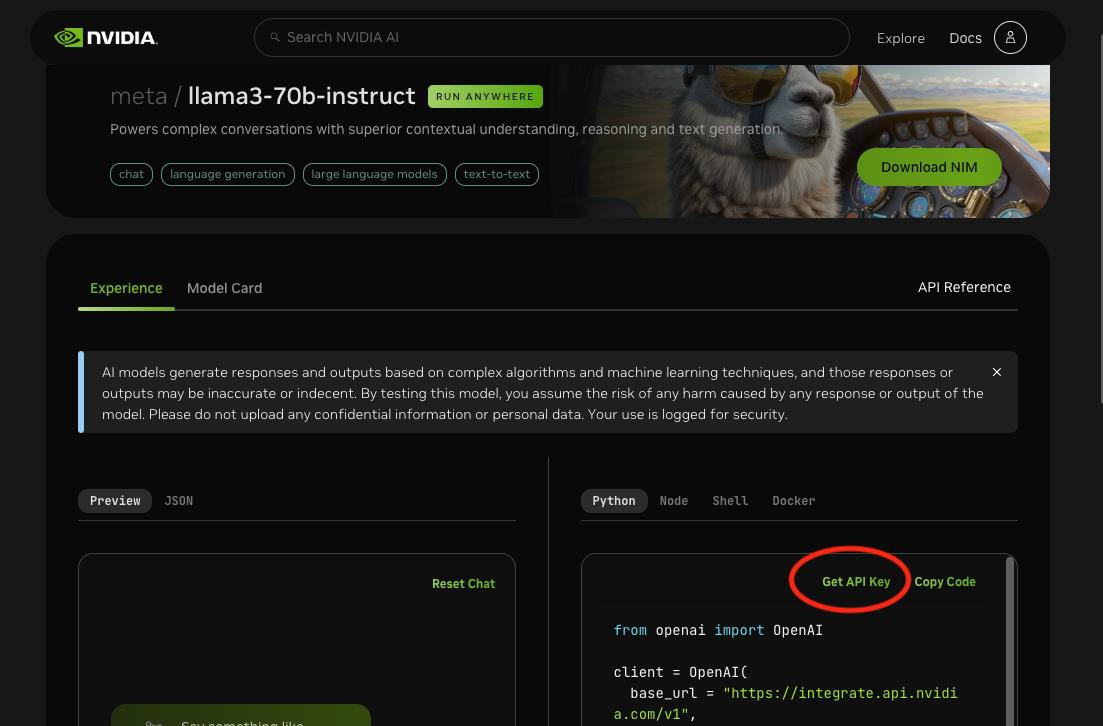 NVIDIA.
Search NVIDIA AI
Explore
Docs
meta / llama3-70b-instruct
RUN ANYWHERE
Powers complex conversations with superior contextual understanding, reasoning and text generation.
chat
language generation
large language models
text-to-text
Download NIM
Experience
Model Card
API Reference
AI models generate responses and outputs based on complex algorithms and machine learning techniques, and those responses or
outputs may be inaccurate or indecent. By testing this model, you assume the risk of any harm caused by any response or output of the
model. Please do not upload any confidential information or personal data. Your use is logged for security.
Preview
JSON
Reset Chat
Say something like
Python
Node
Shell
Docker
Get API Key
Copy Code
from openai import OpenAI
client = OpenAI(
base_url = "https://integrate.api.nvidi
a.com/v1",